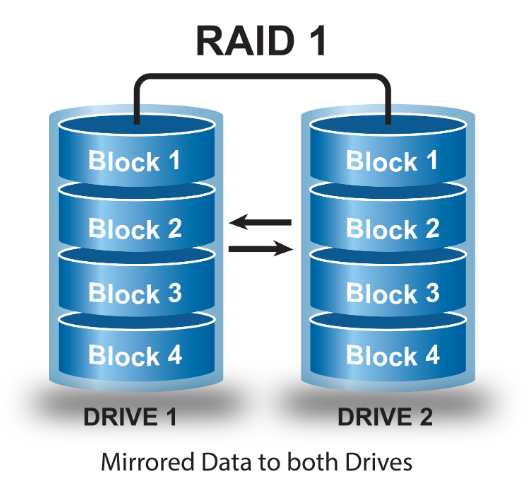 RAID 1
Block 1
Block 2
Block 3
Block 4
DRIVE 1
Block 1
Block 2
Block 3
Block 4
DRIVE 2
Mirrored Data to both Drives